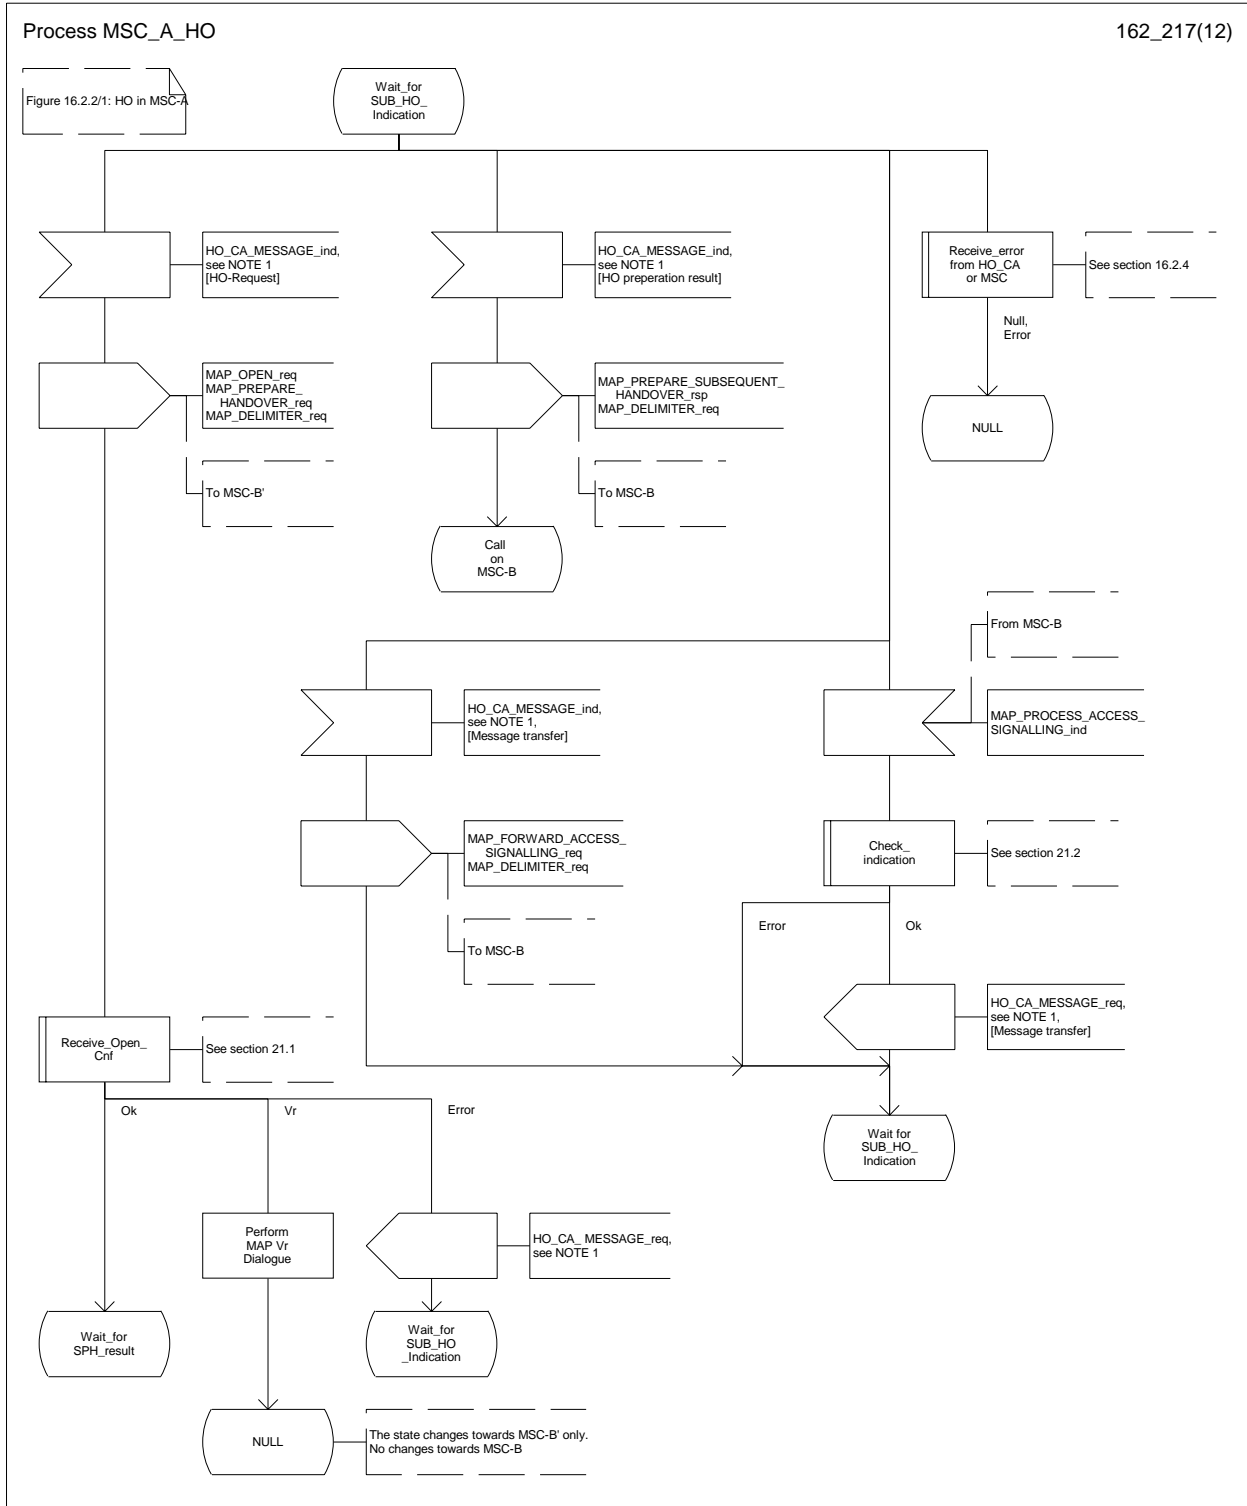 Process MSC_A_HO
162_217(12)
Figure 16.2.2/1: HO in MSC-A
Wait_for
SUB_HO_
Indication
HO_CA_MESSAGE_ind,
see NOTE 1
[HO-Request]
HO_CA_MESSAGE_ind,
see NOTE 1
[HO preperation result]
Receive_error
from HO_CA
or MSC
See section 16.2.4
Null,
Error
MAP_OPEN_req
MAP_PREPARE_
HANDOVER_req
MAP_DELIMITER_req
MAP_PREPARE_SUBSEQUENT_
HANDOVER_rsp
MAP_DELIMITER_req
NULL
To MSC-B'
To MSC-B
Call
on
MSC-B
From MSC-B
HO_CA_MESSAGE_ind,
see NOTE 1,
[Message transfer]
MAP_PROCESS_ACCESS_
SIGNALLING_ind
MAP_FORWARD_ACCESS_
SIGNALLING_req
MAP_DELIMITER_req
Check_
indication
See section 21.2
Error
Ok
To MSC-B
HO_CA_MESSAGE_req,
see NOTE 1,
[Message transfer]
Receive_Open_
Cnf
See section 21.1
Ok
Vr
Error
Wait for
SUB_HO_
Indication
Perform
MAP Vr
Dialogue
HO_CA_ MESSAGE_req,
see NOTE 1
Wait_for
SPH_result
Wait_for
SUB_HO
_Indication
NULL
The state changes towards MSC-B' only.
No changes towards MSC-B